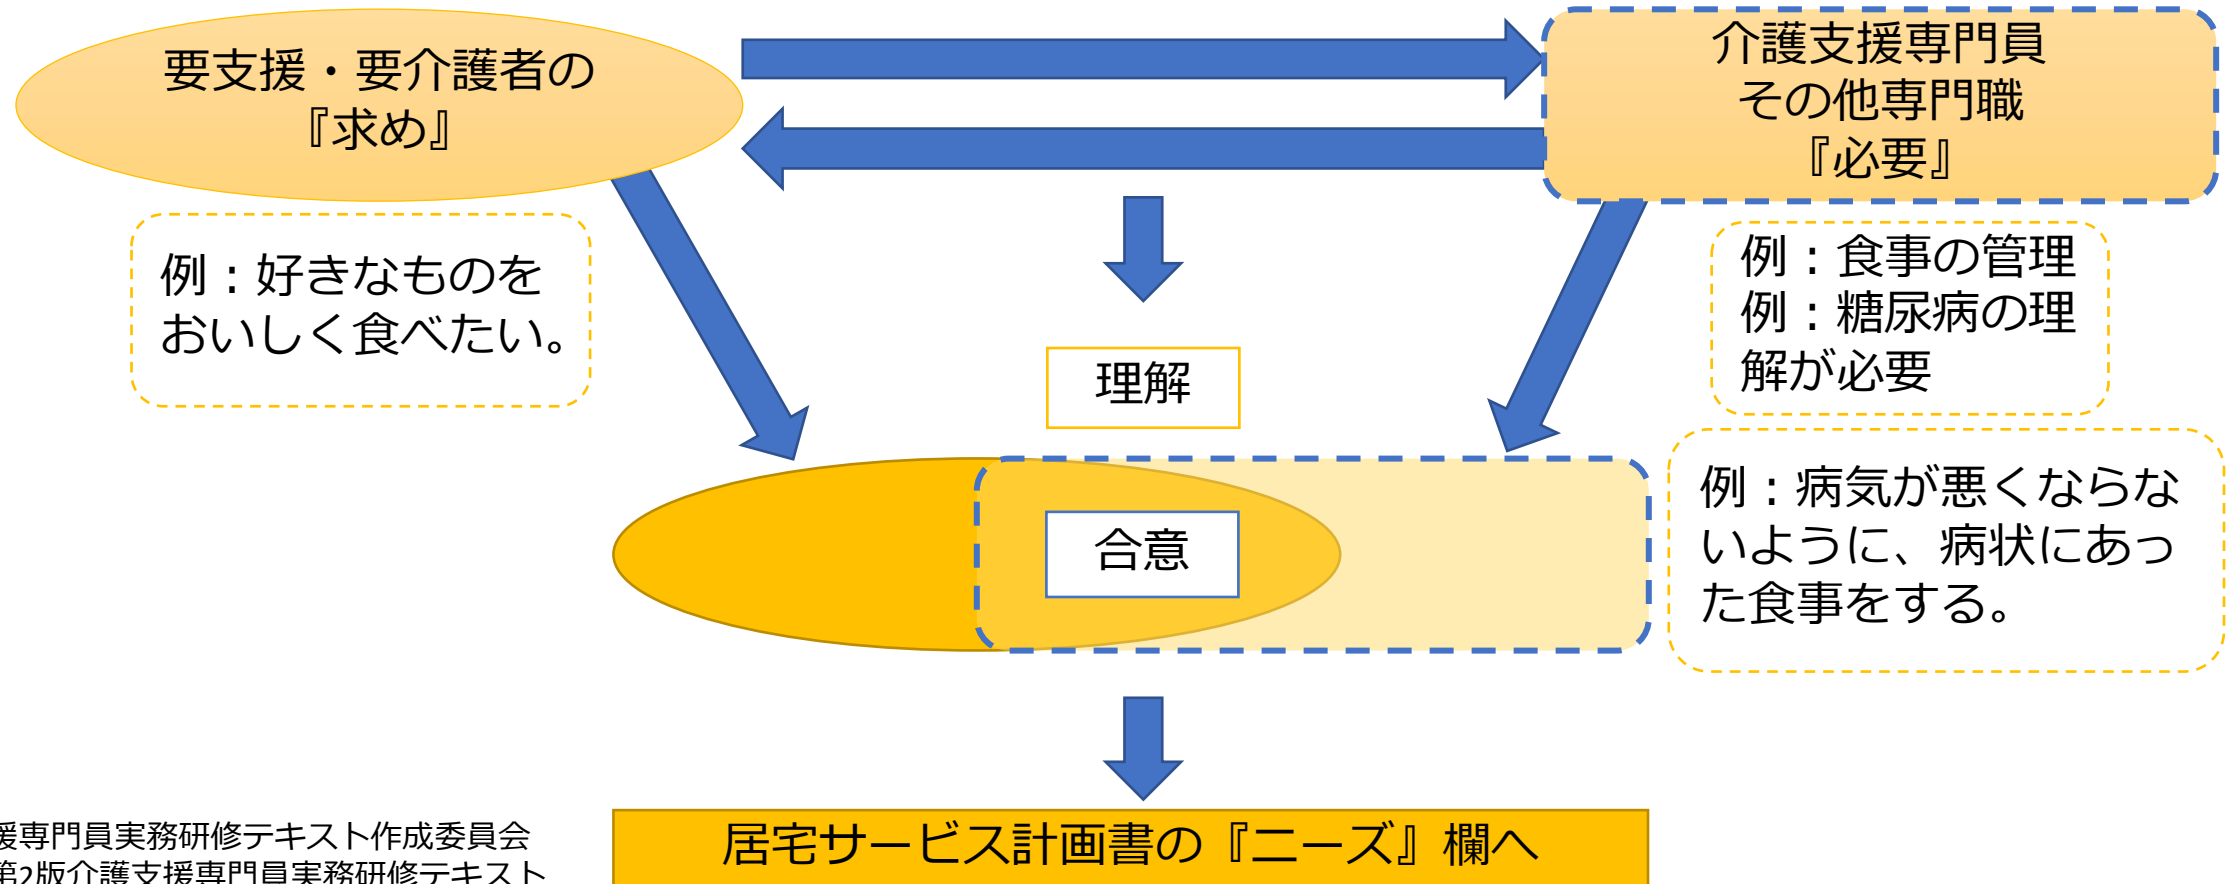 要支援・要介護者の
『求め』
介護支援専門員
その他専門職
『必要』
例：好きなものを
おいしく食べたい。
例：食事の管理
例：糖尿病の理
解が必要
理解
例：病気が悪くならな
いように、病状にあっ
た食事をする。
合意
居宅サービス計画書の『ニーズ』欄へ
援専門員実務研修テキスト作成委員会
第2版介護支援専門員実務研修テキスト